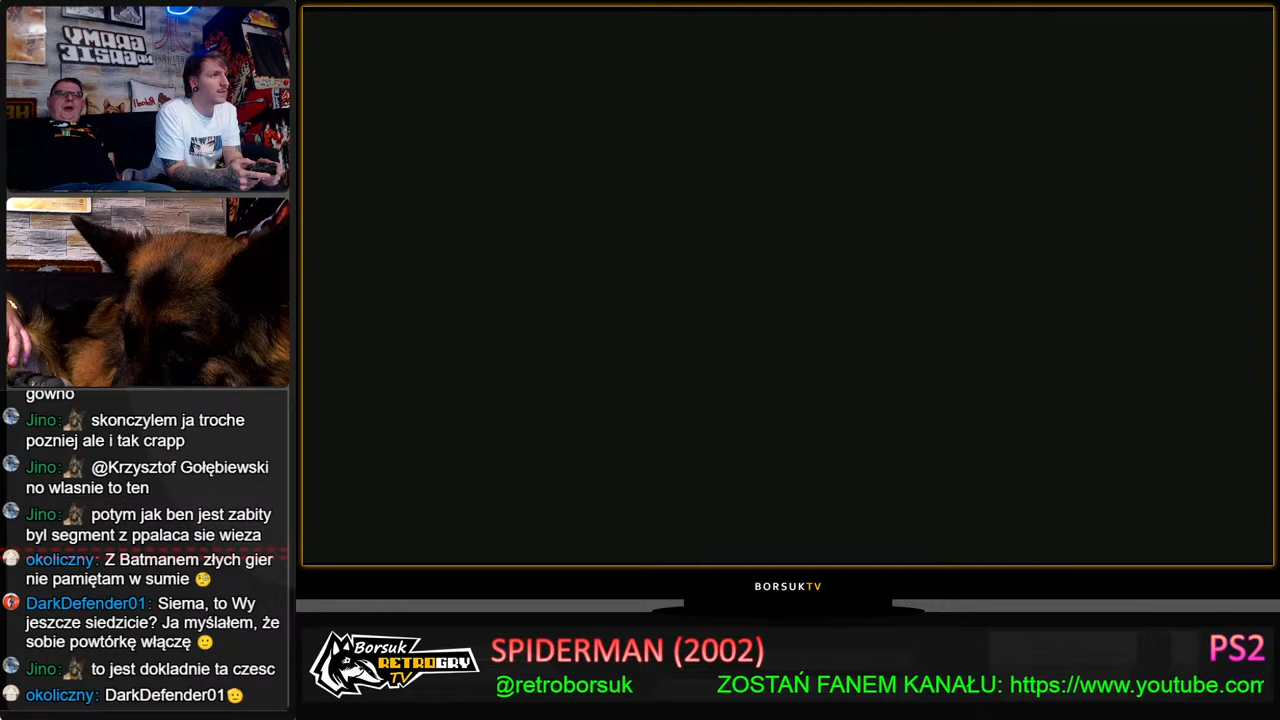 gówno
Jino: skonczylem ja troche
pozniej ale i tak crapp
Jino: @Krzysztof Gołębiewski
no wlasnie to ten
Jino: potym jak ben jest zabity
byl segment z ppalaca sie wieza
okoliczny: Z Batmanem złych gier
nie pamiętam w sumie 🧐
DarkDefender01: Siema, to Wy
jeszcze siedzicie? Ja myślałem, że
sobie powtórkę włączę 🙂
Jino: to jest dokladnie ta czesc
okoliczny: DarkDefender01🫡
BORSUKTV
Borsuk
RETROGRY
TV
SPIDERMAN (2002)
PS2
@retroborsuk
ZOSTAŃ FANEM KANAŁU: https://www.youtube.com